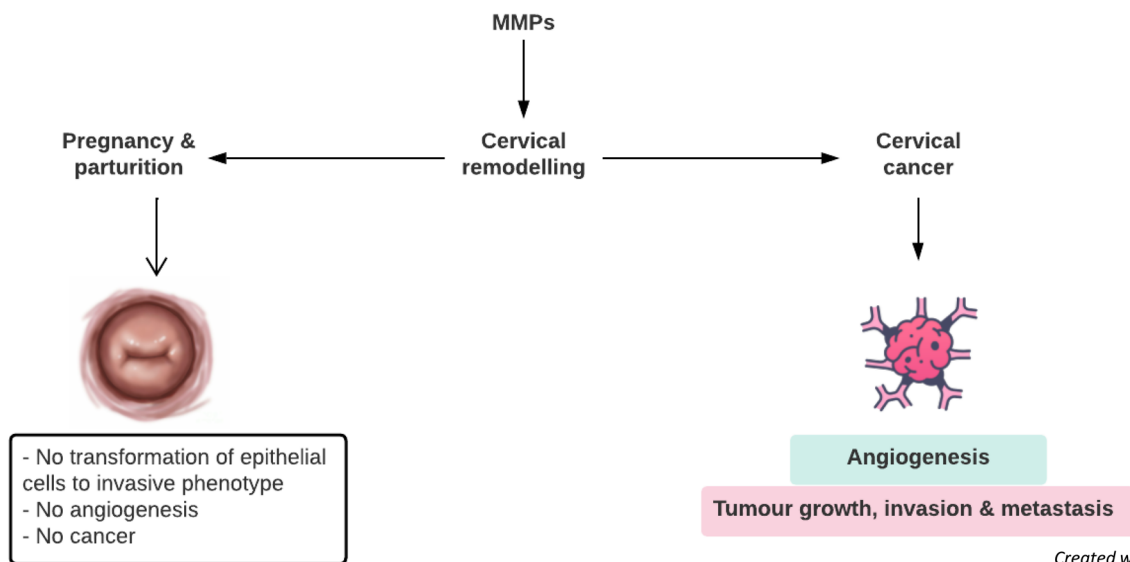 MMPs
Pregnancy &
parturition
Cervical
remodelling
Cervical
cancer
- No transformation of epithelial
cells to invasive phenotype
- No angiogenesis
- No cancer
Angiogenesis
Tumour growth, invasion & metastasis
Created